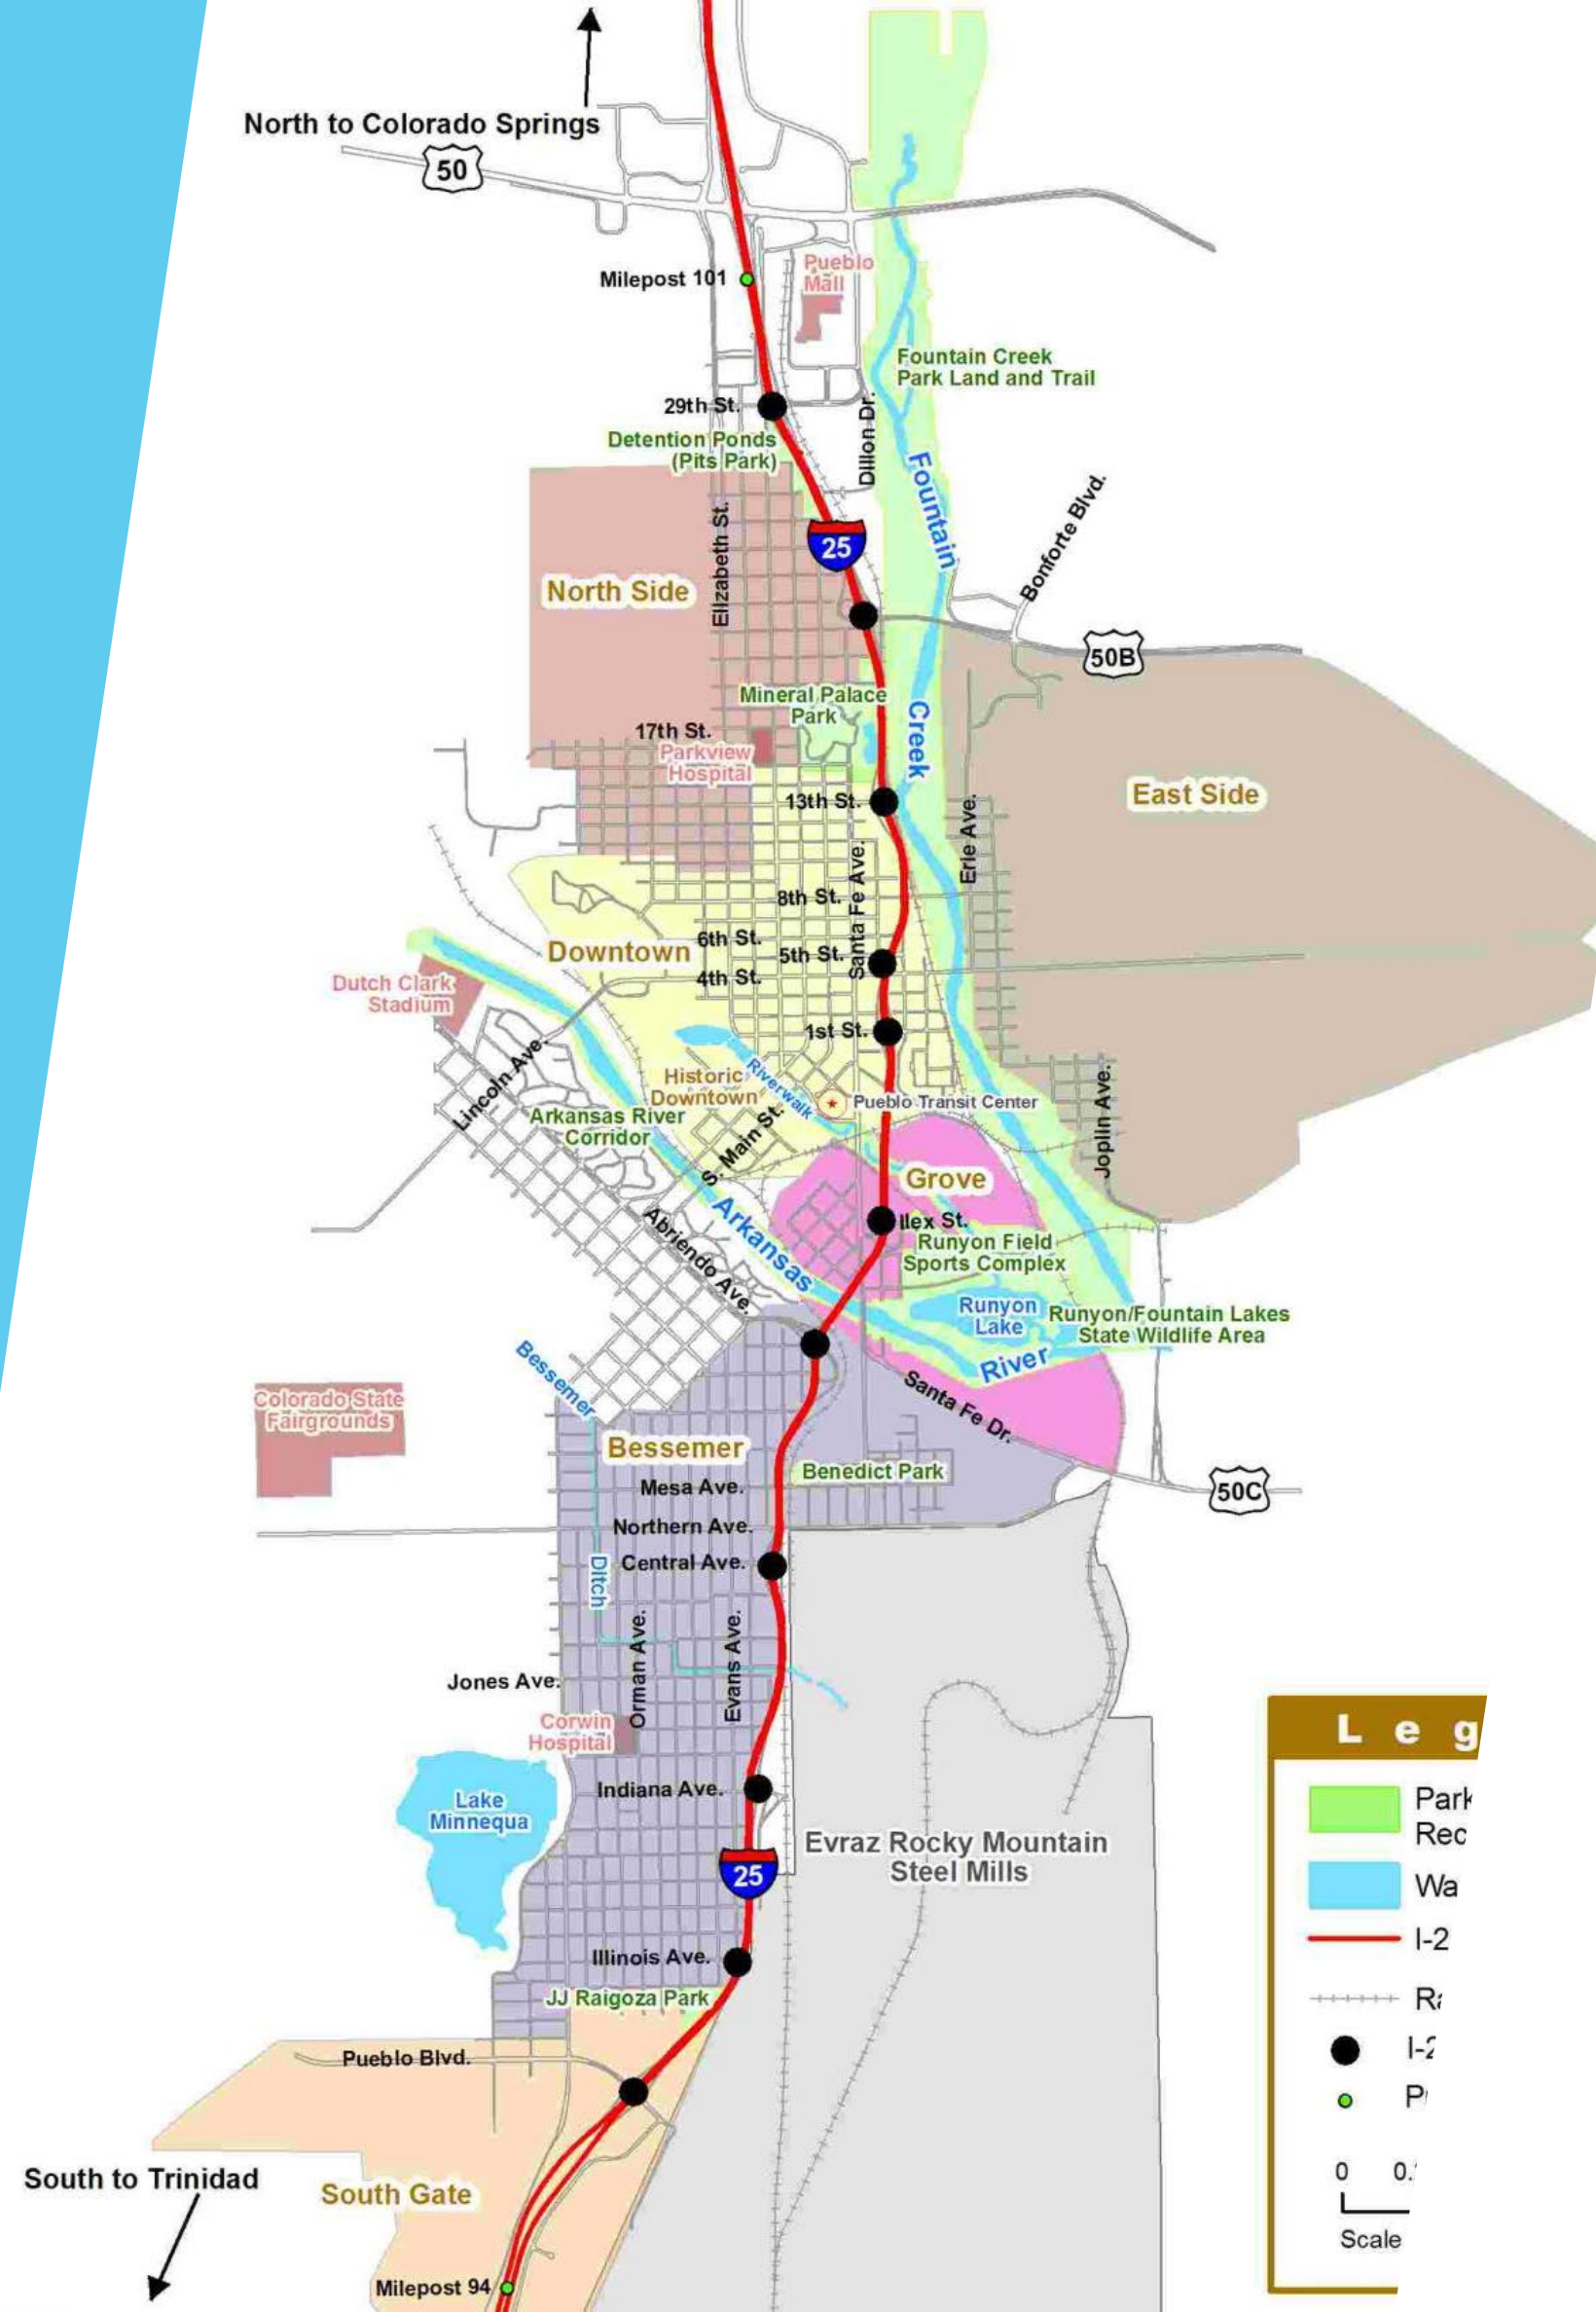 North to Colorado Springs
50
Milepost 101
Pueblo
Mall
Fountain Creek
Park Land and Trail
29th St.
Dillon Dr.
Detention Ponds
(Pits Park)
Fountain
Bonforte Blvd.
Elizabeth St.
25
North Side
50B
Mineral Palace
Park
Creek
17th St.
Parkview
Hospital
East Side
13th St.
Erie Ave.
Santa Fe Ave.
8th St.
6th St.
Downtown
5th St.
4th St.
Dutch Clark
Stadium
1st St.
Lincoln Ave.
Historic
Downtown
Riverwalk
Pueblo Transit Center
Joplin Ave.
Arkansas River
Corridor
S. Main St.
Grove
Arkansas
Abriendo Ave.
Ilex St.
Runyon Field
Sports Complex
Runyon
Lake
Runyon/Fountain Lakes
State Wildlife Area
River
Bessemer
Santa Fe Dr.
Colorado State
Fairgrounds
Bessemer
Benedict Park
Mesa Ave.
50C
Northern Ave.
Central Ave.
Ditch
Orman Ave.
Evans Ave.
Jones Ave.
Corwin
Hospital
Indiana Ave.
Lake
Minnequa
Evraz Rocky Mountain
Steel Mills
25
Illinois Ave.
JJ Raigoza Park
Pueblo Blvd.
South to Trinidad
South Gate
Milepost 94
L e g
Park
Rec
Wa
I-2
Ra
I-2
P
0 0.
Scale